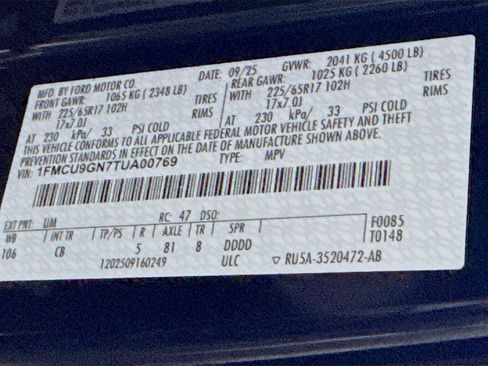 MFD. BY FORD MOTOR CO. DATE: 09/25 GVWR: 2041 KG ( 4500 LB)
FRONT GAWR: 1065 KG ( 2348 LB) REAR GAWR: 1025 KG ( 2260 LB)
WITH 225/65R17 102H TIRES WITH 225/65R17 102H TIRES
17x7.0J RIMS 17x7.0J RIMS
AT 230 kPa/ 33 PSI COLD AT 230 kPa/ 33 PSI COLD
THIS VEHICLE CONFORMS TO ALL APPLICABLE FEDERAL MOTOR VEHICLE SAFETY AND THEFT
PREVENTION STANDARDS IN EFFECT ON THE DATE OF MANUFACTURE SHOWN ABOVE.
VIN: 1FMCU9GN7TUA00769 TYPE: MPV
EXT PNT: UM RC: 47 DSO:
WB INT TR TP/PS R AXLE TR SPR F0085
106 CB 5 81 8 DDDD T0148
1202509160249 ULC ▽ RU5A-3520472-AB